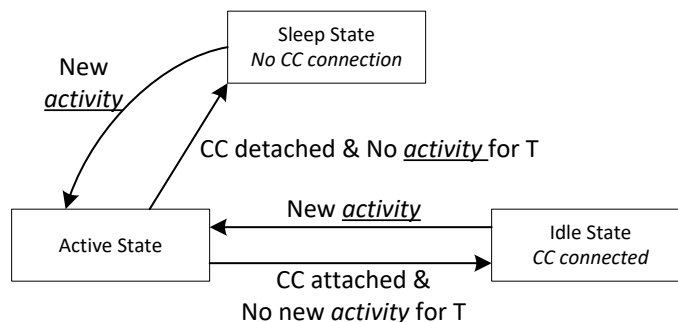 Sleep State
No CC connection
New
activity
CC detached & No activity for T
New activity
Active State
Idle State
CC connected
CC attached &
No new activity for T